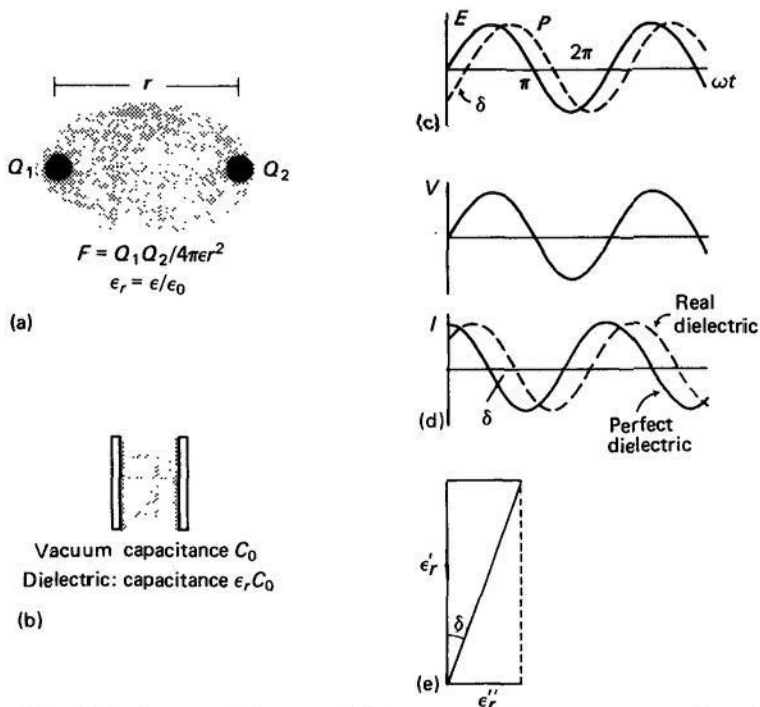 r
Q₁
Q₂
F = Q₁Q₂/4πϵr²
ϵᵣ = ϵ/ϵ₀
(a)
Vacuum capacitance C₀
Dielectric: capacitance ϵᵣC₀
(b)
E
P
2π
π
ωt
δ
(c)
V
I
Real
dielectric
δ
Perfect
dielectric
(d)
ϵ′ᵣ
δ
(e)
ϵ″ᵣ